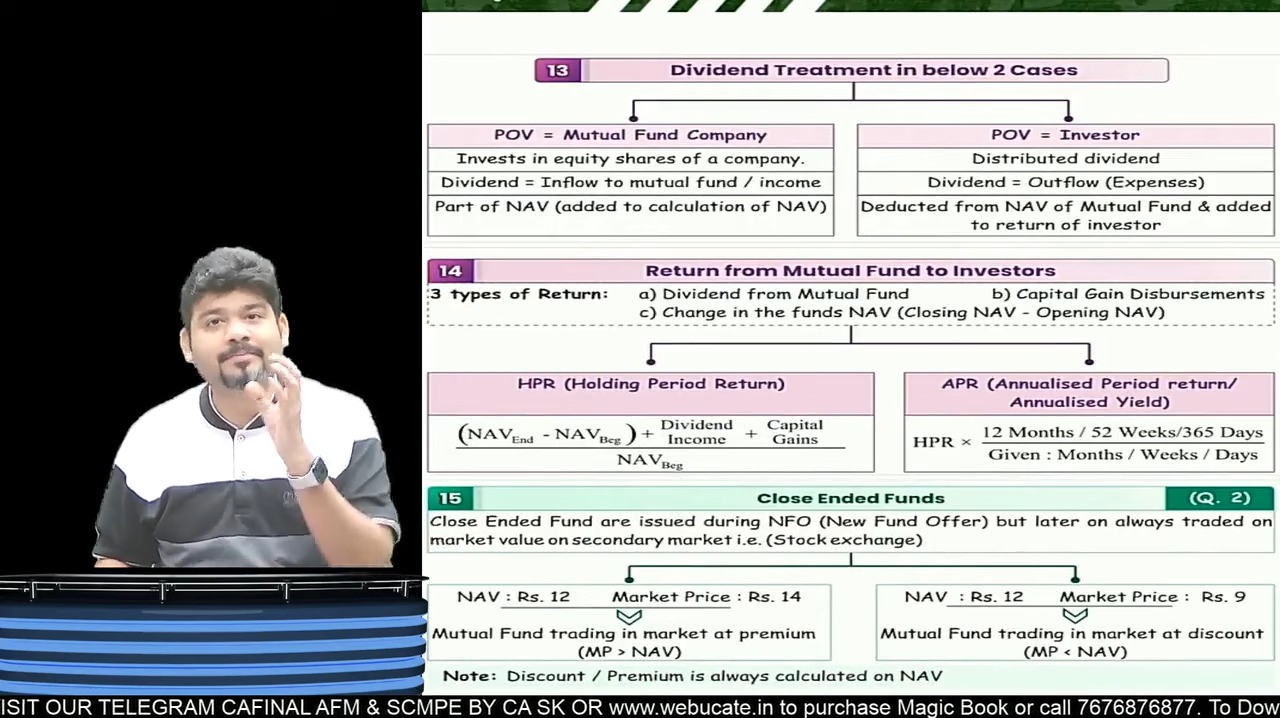 13 Dividend Treatment in below 2 Cases
POV = Mutual Fund Company
Invests in equity shares of a company.
Dividend = Inflow to mutual fund / income
Part of NAV (added to calculation of NAV)
POV = Investor
Distributed dividend
Dividend = Outflow (Expenses)
Deducted from NAV of Mutual Fund & added
to return of investor
14 Return from Mutual Fund to Investors
3 types of Return: a) Dividend from Mutual Fund b) Capital Gain Disbursements
c) Change in the funds NAV (Closing NAV - Opening NAV)
HPR (Holding Period Return)
(NAV End - NAV Beg) + Dividend Income + Capital Gains
NAV Beg
APR (Annualised Period return/
Annualised Yield)
HPR × 12 Months / 52 Weeks/365 Days
Given : Months / Weeks / Days
15 Close Ended Funds (Q. 2)
Close Ended Fund are issued during NFO (New Fund Offer) but later on always traded on
market value on secondary market i.e. (Stock exchange)
NAV : Rs. 12 Market Price : Rs. 14
Mutual Fund trading in market at premium
(MP > NAV)
NAV : Rs. 12 Market Price : Rs. 9
Mutual Fund trading in market at discount
(MP < NAV)
Note: Discount / Premium is always calculated on NAV
ISIT OUR TELEGRAM CAFINAL AFM & SCMPE BY CA SK OR www.webucate.in to purchase Magic Book or call 7676876877. To Dow